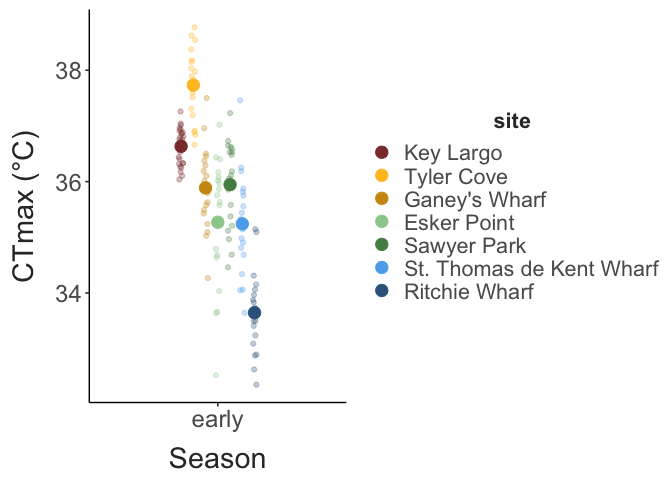 CTmax (°C)
38
36
34
early
Season
site
Key Largo
Tyler Cove
Ganey's Wharf
Esker Point
Sawyer Park
St. Thomas de Kent Wharf
Ritchie Wharf